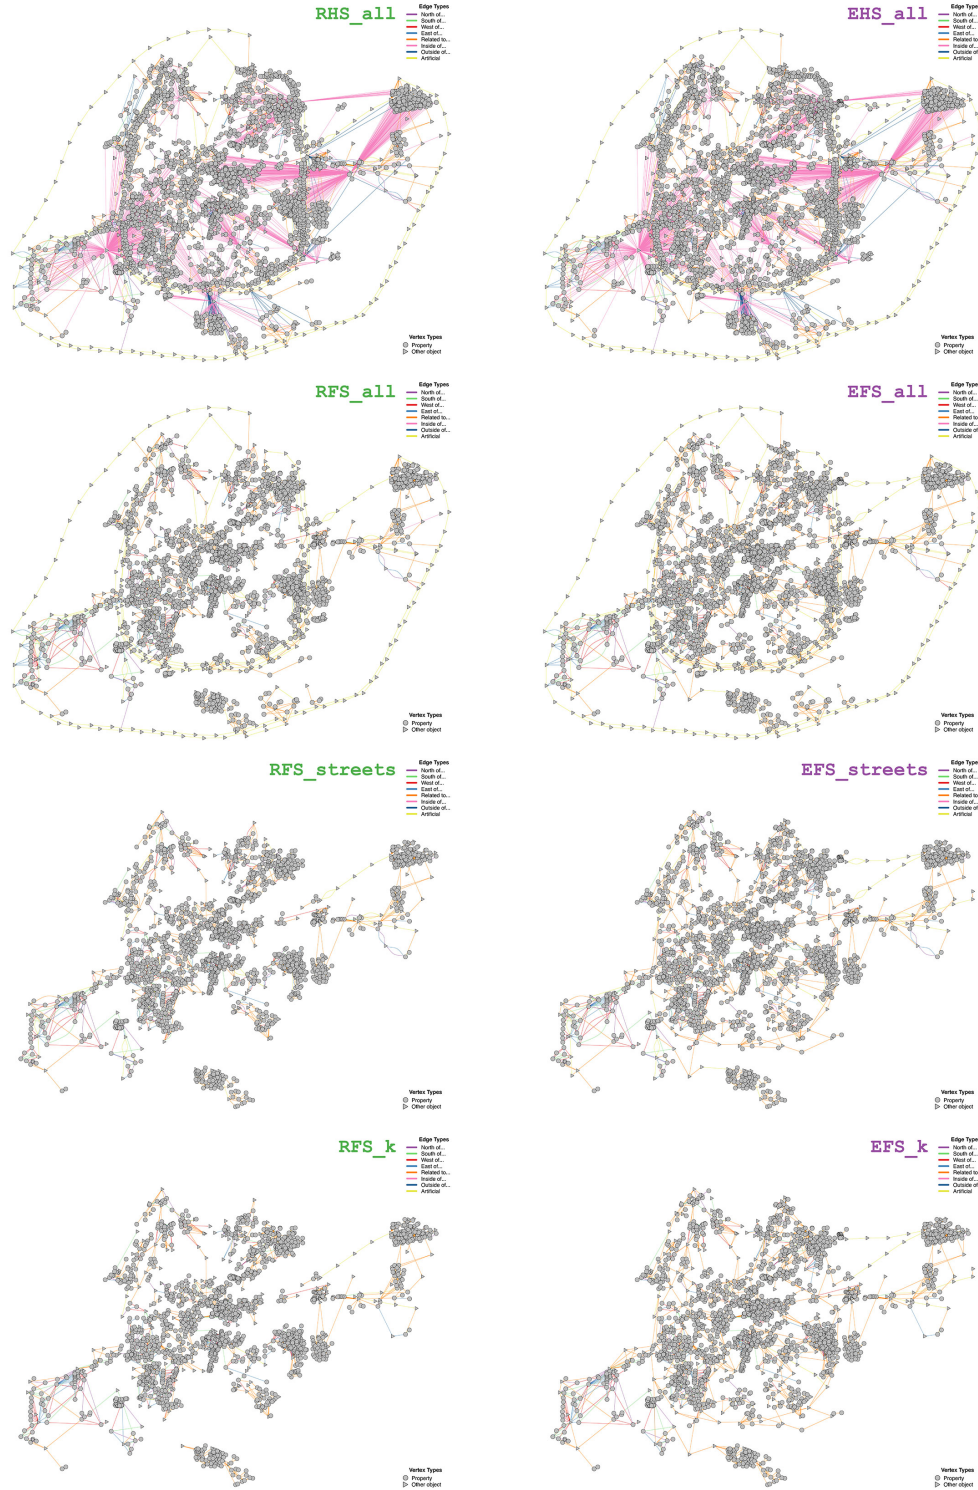 RHS_all
Edge Types
North of...
South of...
West of...
East of...
Related to...
Inside of...
Outside of...
Artificial
Vertex Types
Property
Other object
EHS_all
Edge Types
North of...
South of...
West of...
East of...
Related to
Inside of...
Outside of
Artificial
Vertex Types
Property
Other object
RFS_all
Edge Types
North of...
South of...
West of...
East of...
Related to...
Inside of...
Outside of...
Artificial
Vertex Types
Property
Other object
EFS_all
Edge Types
North of...
South of...
West of...
East of...
Related to
Inside of...
Outside of
Artificial
Vertex Types
Property
Other object
RFS_streets
Edge Types
North of...
South of...
West of...
East of...
Related to...
Inside of...
Outside of...
Artificial
Vertex Types
Property
Other object
EFS_streets
Edge Types
North of...
South of...
West of...
East of...
Related to
Inside of...
Outside of
Artificial
Vertex Types
Property
Other object
RFS_k
Edge Types
North of...
South of...
West of...
East of...
Related to...
Inside of...
Outside of...
Artificial
Vertex Types
Property
Other object
EFS_k
Edge Types
North of...
South of...
West of...
East of...
Related to
Inside of...
Outside of
Artificial
Vertex Types
Property
Other object